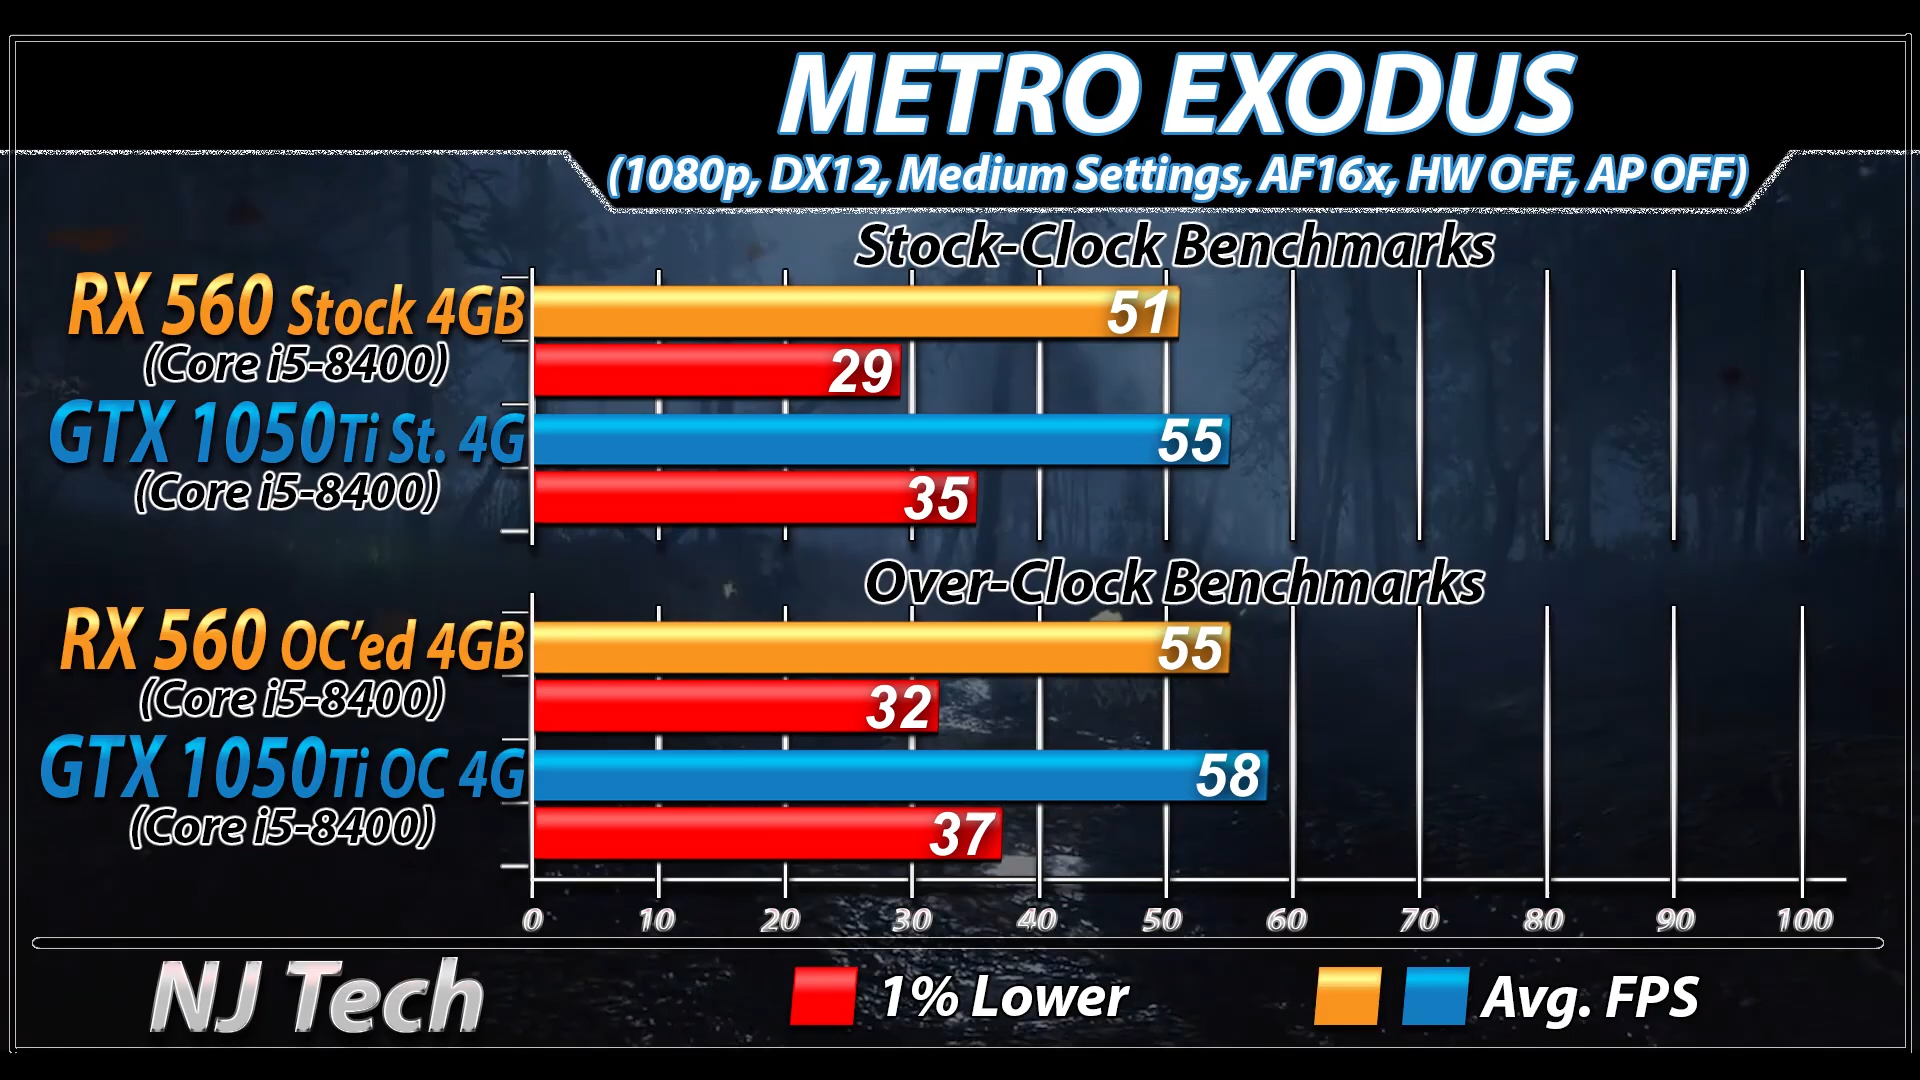 METRO EXODUS
(1080p, DX12, Medium Settings, AF16x, HW OFF, AP OFF)
Stock-Clock Benchmarks
RX 560 Stock 4GB
51
(Core i5-8400)
29
GTX 1050Ti St. 4G
55
(Core i5-8400)
35
Over-Clock Benchmarks
RX 560 OC'ed 4GB
55
(Core i5-8400)
32
GTX 1050Ti OC 4G
58
(Core i5-8400)
37
0 10 20 30 40 50 60 70 80 90 100
NJ Tech
1% Lower
Avg. FPS